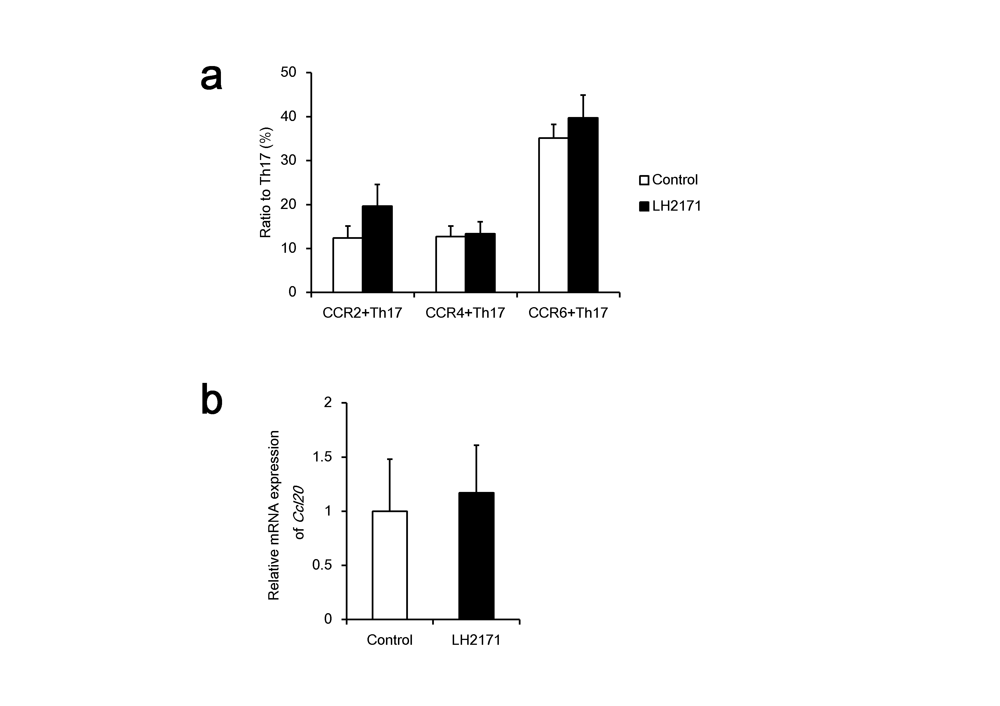 a
50
40
30
20
10
0
Ratio to Th17 (%)
CCR2+Th17
CCR4+Th17
CCR6+Th17
Control
LH2171
b
2
1.5
1
0.5
0
Relative mRNA expression
of Ccl20
Control
LH2171